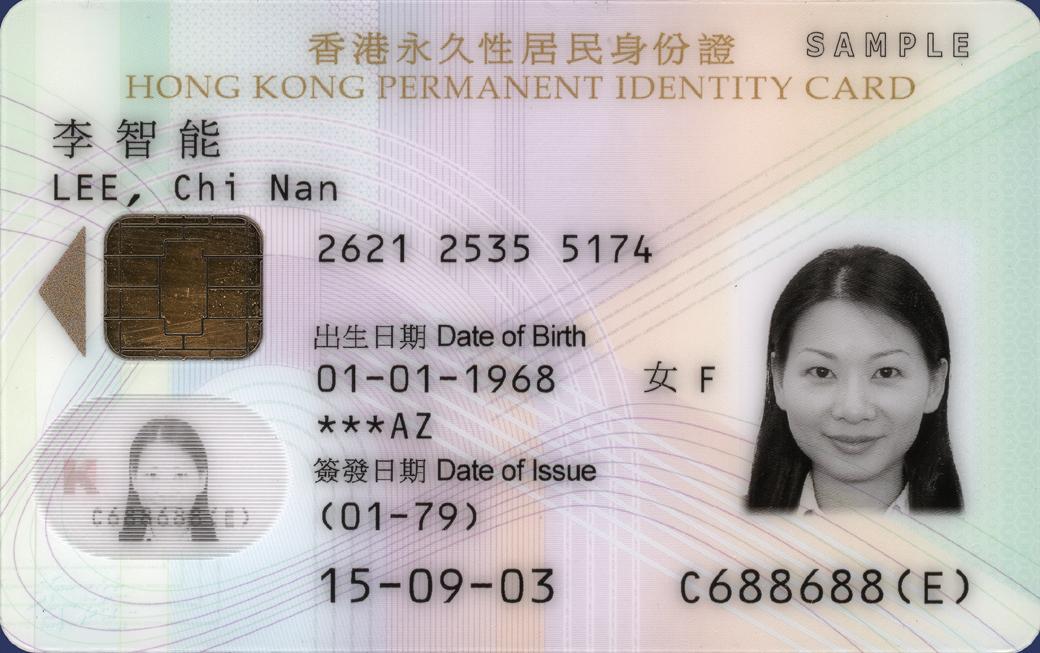 香港永久性居民身份證
SAMPLE
HONG KONG PERMANENT IDENTITY CARD
李智能
LEE, Chi Nan
2621 2535 5174
出生日期 Date of Birth
01-01-1968
女 F
***AZ
簽發日期 Date of Issue
(01-79)
15-09-03
C688688(E)
K
C688688(E)